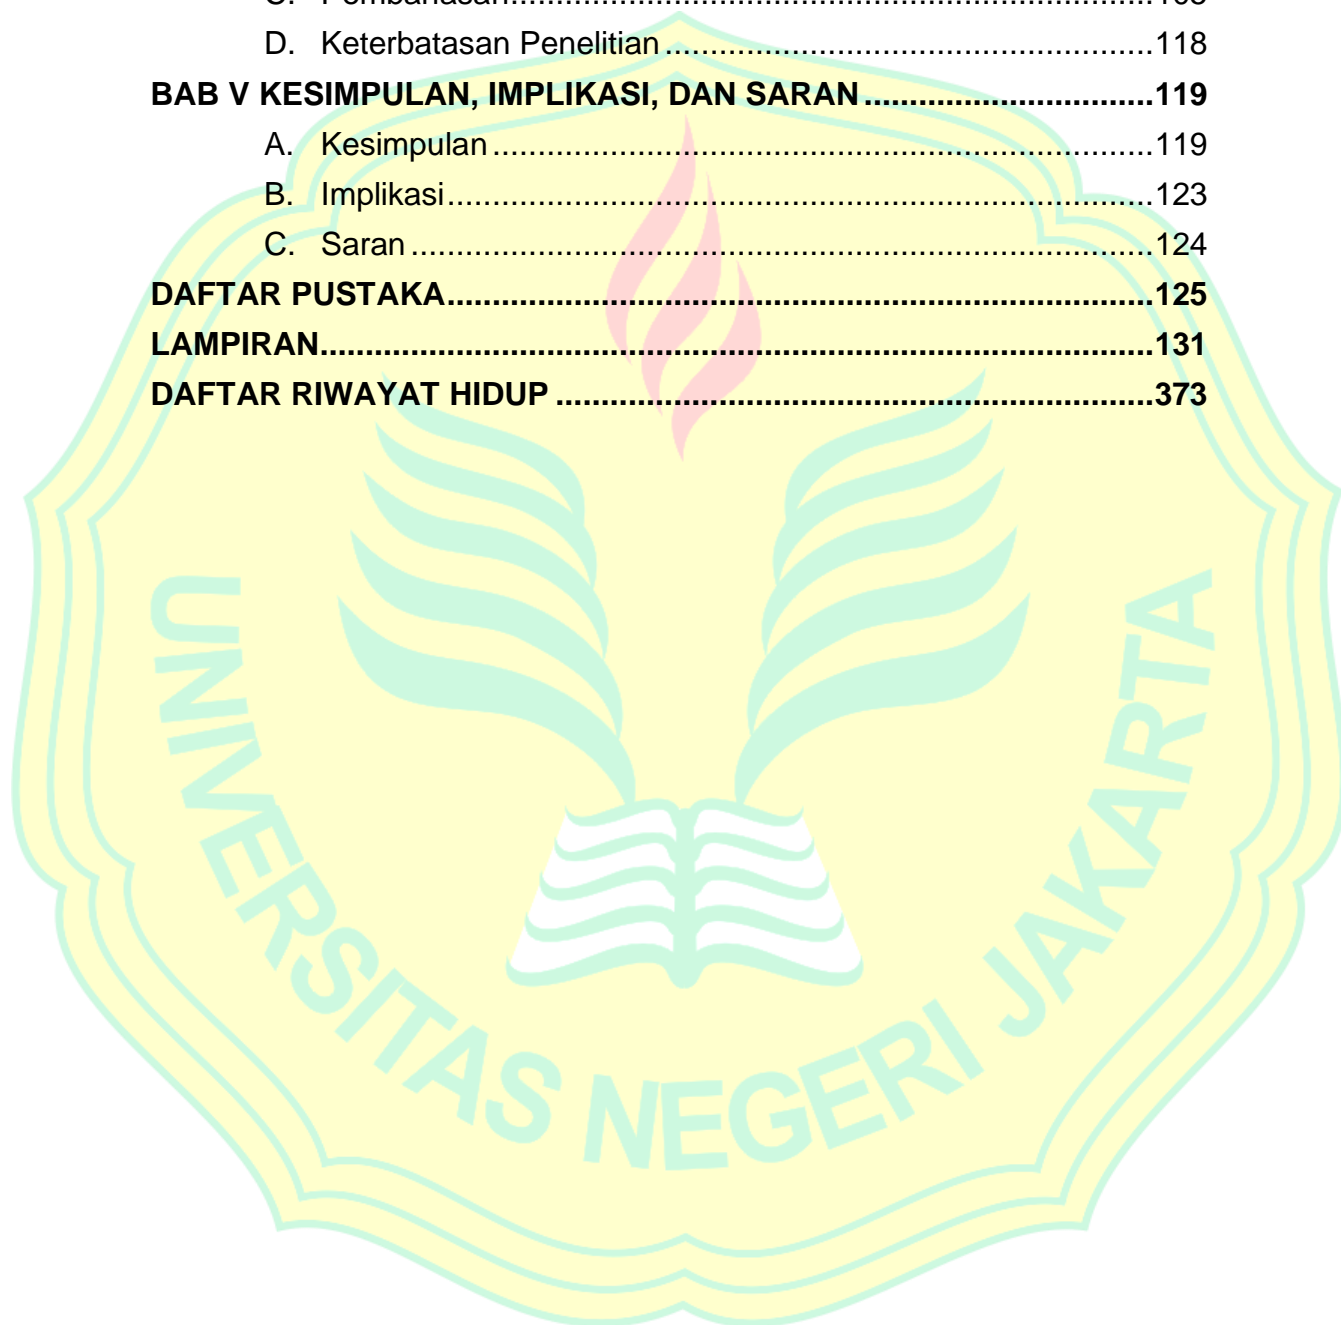 D. Keterbatasan Penelitian ......................................................118
BAB V KESIMPULAN, IMPLIKASI, DAN SARAN................................119
A. Kesimpulan.........................................................................119
B. Implikasi..............................................................................123
C. Saran ..................................................................................124
DAFTAR PUSTAKA..............................................................................125
LAMPIRAN............................................................................................131
DAFTAR RIWAYAT HIDUP ..................................................................373
UNIVERSITAS NEGERI JAKARTA